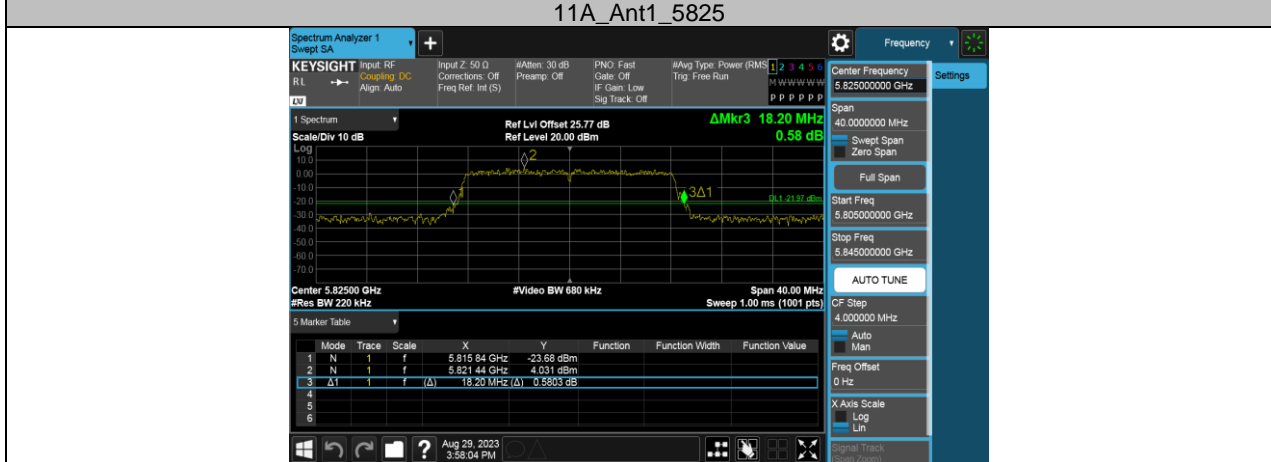 11A_Ant1_5825
Spectrum Analyzer 1
Swept SA
+
Frequency
KEYSIGHT
RL
LXI
Input: RF
Coupling: DC
Align: Auto
Input Z: 50 Ω
Corrections: Off
Freq Ref: Int (S)
#Atten: 30 dB
Preamp: Off
PNO: Fast
Gate: Off
IF Gain: Low
Sig Track: Off
#Avg Type: Power (RMS
Trig: Free Run
1 2 3 4 5 6
M W W W W W
P P P P P P
1 Spectrum
Scale/Div 10 dB
Ref Lvl Offset 25.77 dB
Ref Level 20.00 dBm
ΔMkr3 18.20 MHz
0.58 dB
Log
10.0
0.00
-10.0
-20.0
-30.0
-40.0
-50.0
-60.0
-70.0
1
2
3Δ1
DL1 -21.97 dBm
Center 5.82500 GHz
#Video BW 680 kHz
Span 40.00 MHz
#Res BW 220 kHz
Sweep 1.00 ms (1001 pts)
5 Marker Table
Mode Trace Scale X Y Function Function Width Function Value
1 N 1 f 5.815 84 GHz -23.68 dBm
2 N 1 f 5.821 44 GHz 4.031 dBm
3 Δ1 1 f (Δ) 18.20 MHz (Δ) 0.5803 dB
4
5
6
?
Aug 29, 2023
3:58:04 PM
Center Frequency
5.825000000 GHz
Settings
Span
40.0000000 MHz
Swept Span
Zero Span
Full Span
Start Freq
5.805000000 GHz
Stop Freq
5.845000000 GHz
AUTO TUNE
CF Step
4.000000 MHz
Auto
Man
Freq Offset
0 Hz
X Axis Scale
Log
Lin
Signal Track
(Span Zoom)